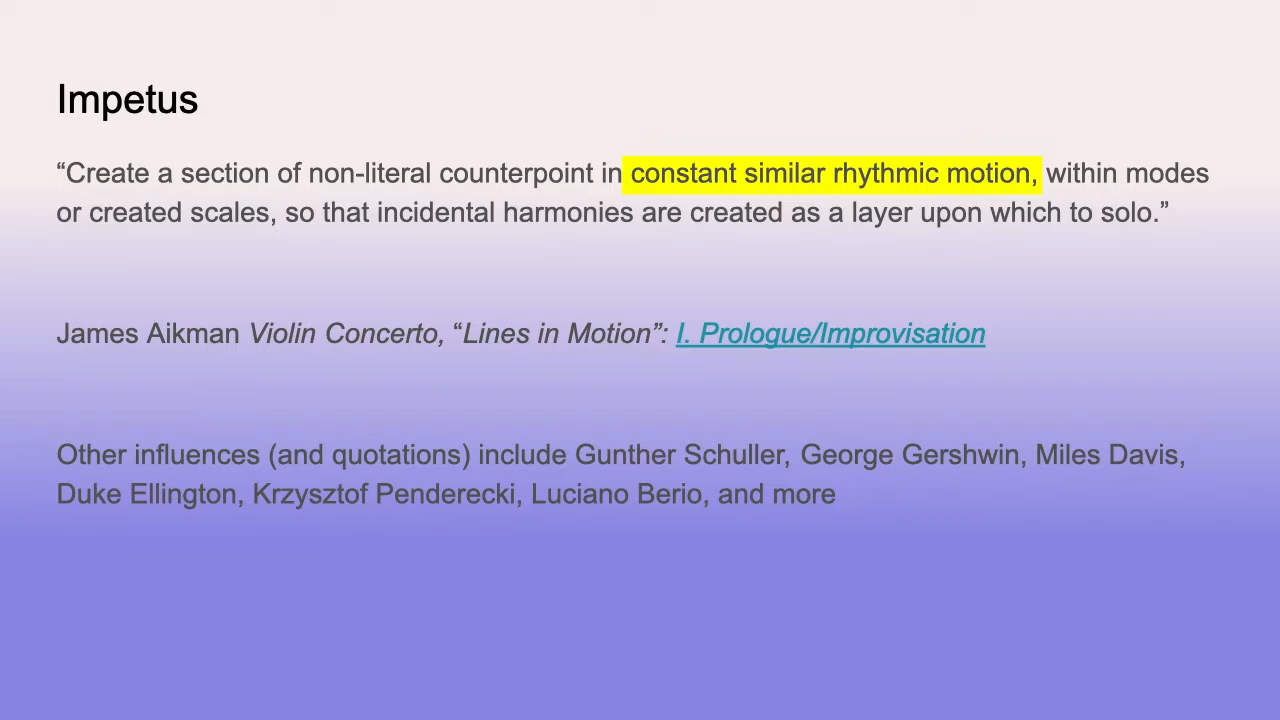 Impetus
“Create a section of non-literal counterpoint in constant similar rhythmic motion, within modes
or created scales, so that incidental harmonies are created as a layer upon which to solo.”
James Aikman Violin Concerto, “Lines in Motion”: I. Prologue/Improvisation
Other influences (and quotations) include Gunther Schuller, George Gershwin, Miles Davis,
Duke Ellington, Krzysztof Penderecki, Luciano Berio, and more